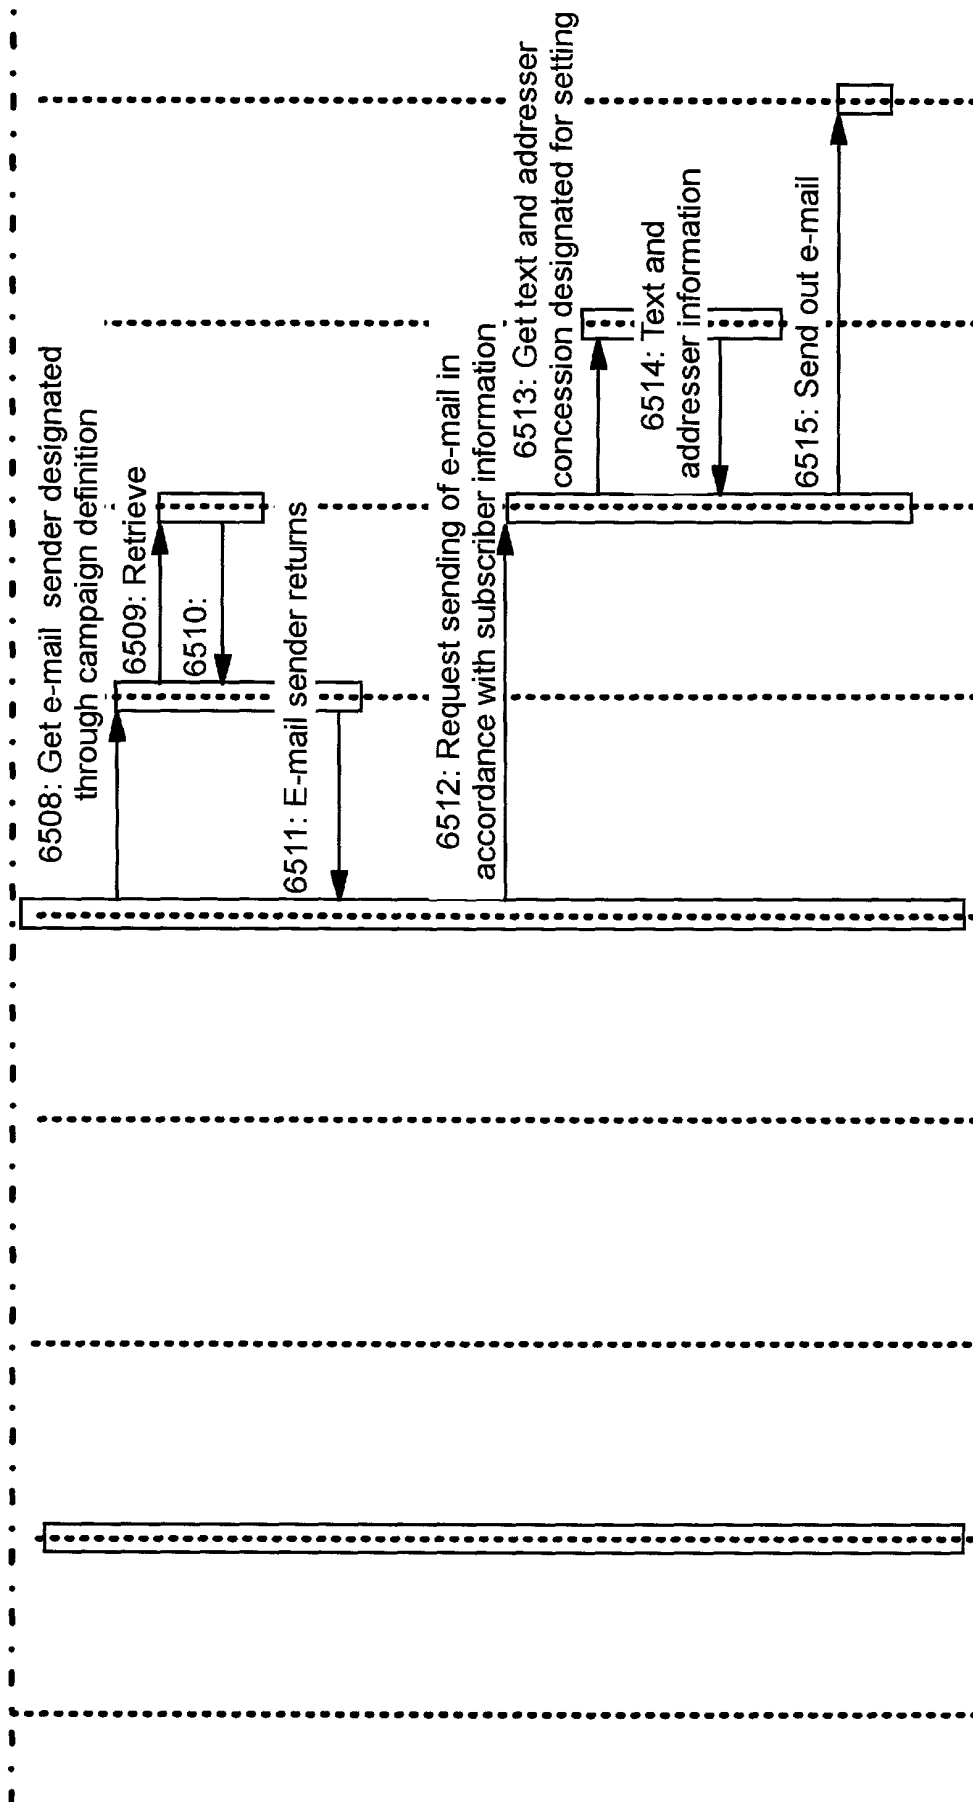 6508: Get e-mail sender designated
through campaign definition
6509: Retrieve
6510:
6511: E-mail sender returns
6512: Request sending of e-mail in
accordance with subscriber information
6513: Get text and addresser
concession designated for setting
6514: Text and
addresser information
6515: Send out e-mail